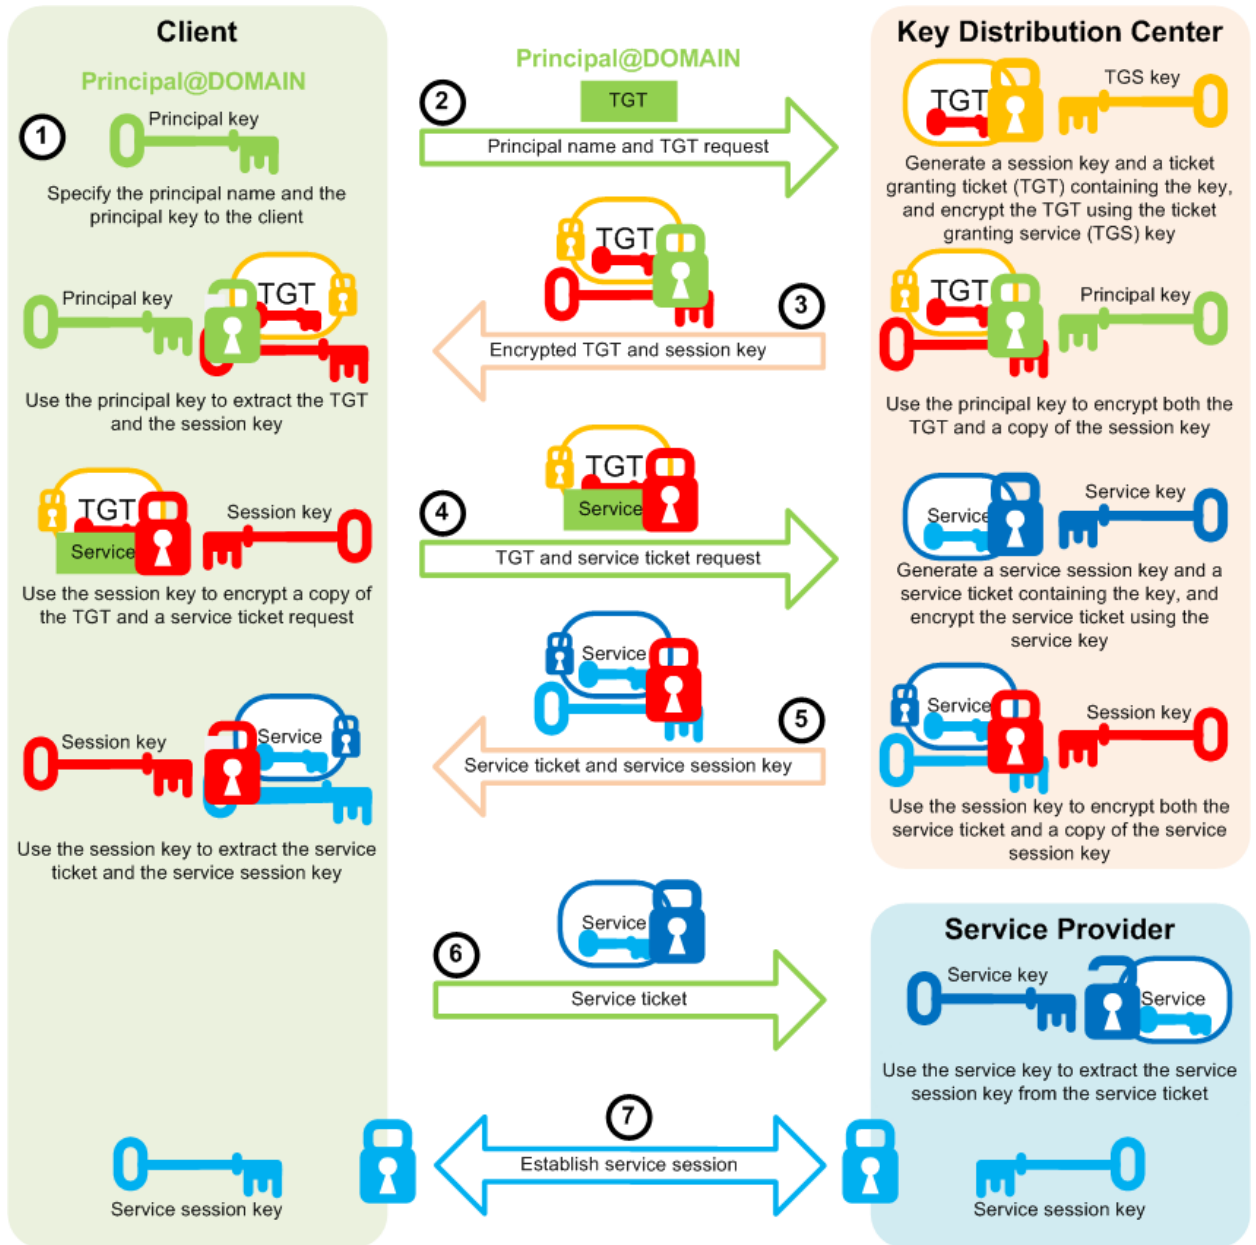 Client
Principal@DOMAIN
1
Principal key
Specify the principal name and the
principal key to the client
Principal@DOMAIN
2
TGT
Principal name and TGT request
Key Distribution Center
TGT
TGS key
Generate a session key and a ticket
granting ticket (TGT) containing the key,
and encrypt the TGT using the ticket
granting service (TGS) key
TGT
Principal key
Use the principal key to encrypt both the
TGT and a copy of the session key
TGT
3
Encrypted TGT and session key
Principal key
TGT
Use the principal key to extract the TGT
and the session key
TGT
Service
Session key
Use the session key to encrypt a copy of
the TGT and a service ticket request
4
TGT
Service
TGT and service ticket request
Service
Service key
Generate a service session key and a
service ticket containing the key, and
encrypt the service ticket using the
service key
Service
Session key
Use the session key to encrypt both the
service ticket and a copy of the service
session key
Service
5
Service ticket and service session key
Session key
Service
Use the session key to extract the service
ticket and the service session key
6
Service
Service ticket
Service Provider
Service key
Service
Use the service key to extract the service
session key from the service ticket
7
Establish service session
Service session key
Service session key